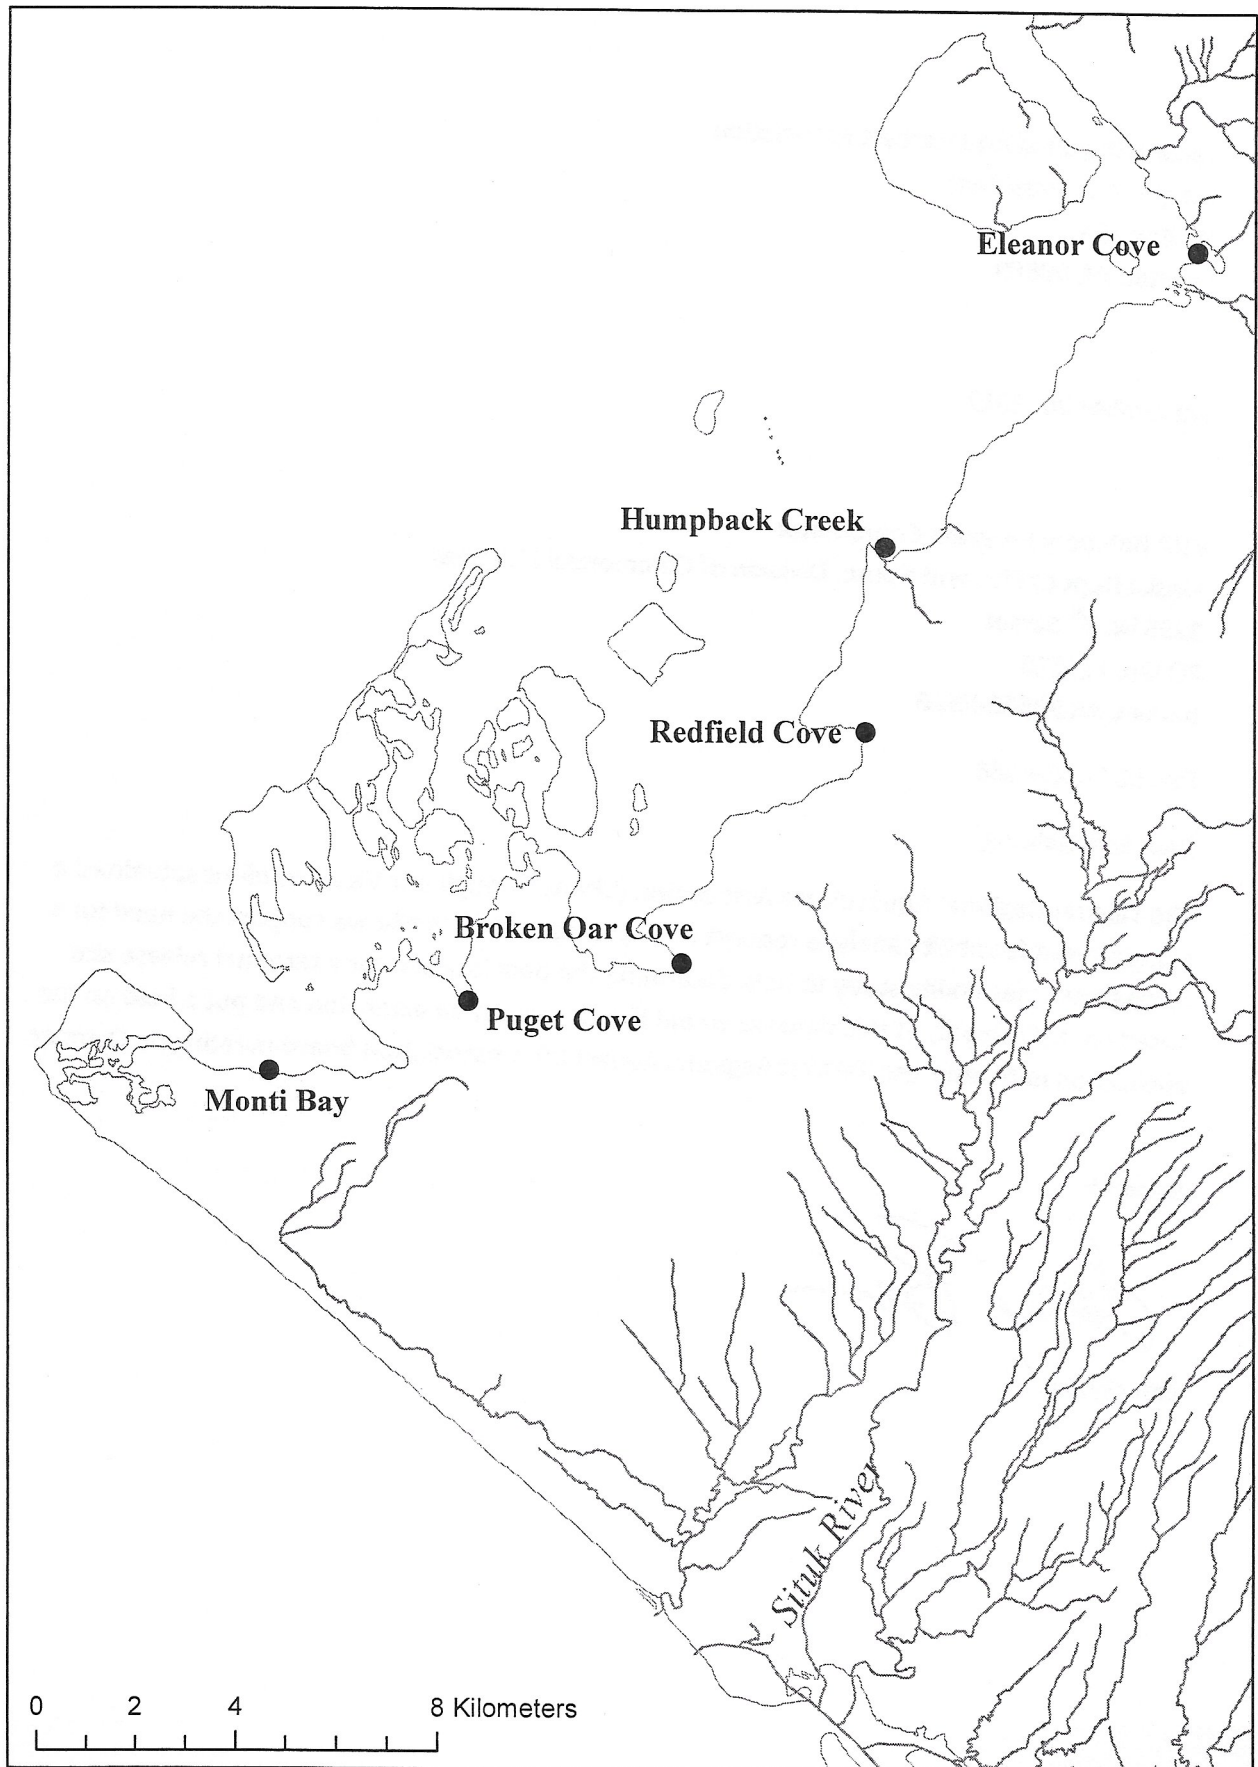 Eleanor Cove
Humpback Creek
Redfield Cove
Broken Oar Cove
Puget Cove
Monti Bay
Situk River
0 2 4 8 Kilometers